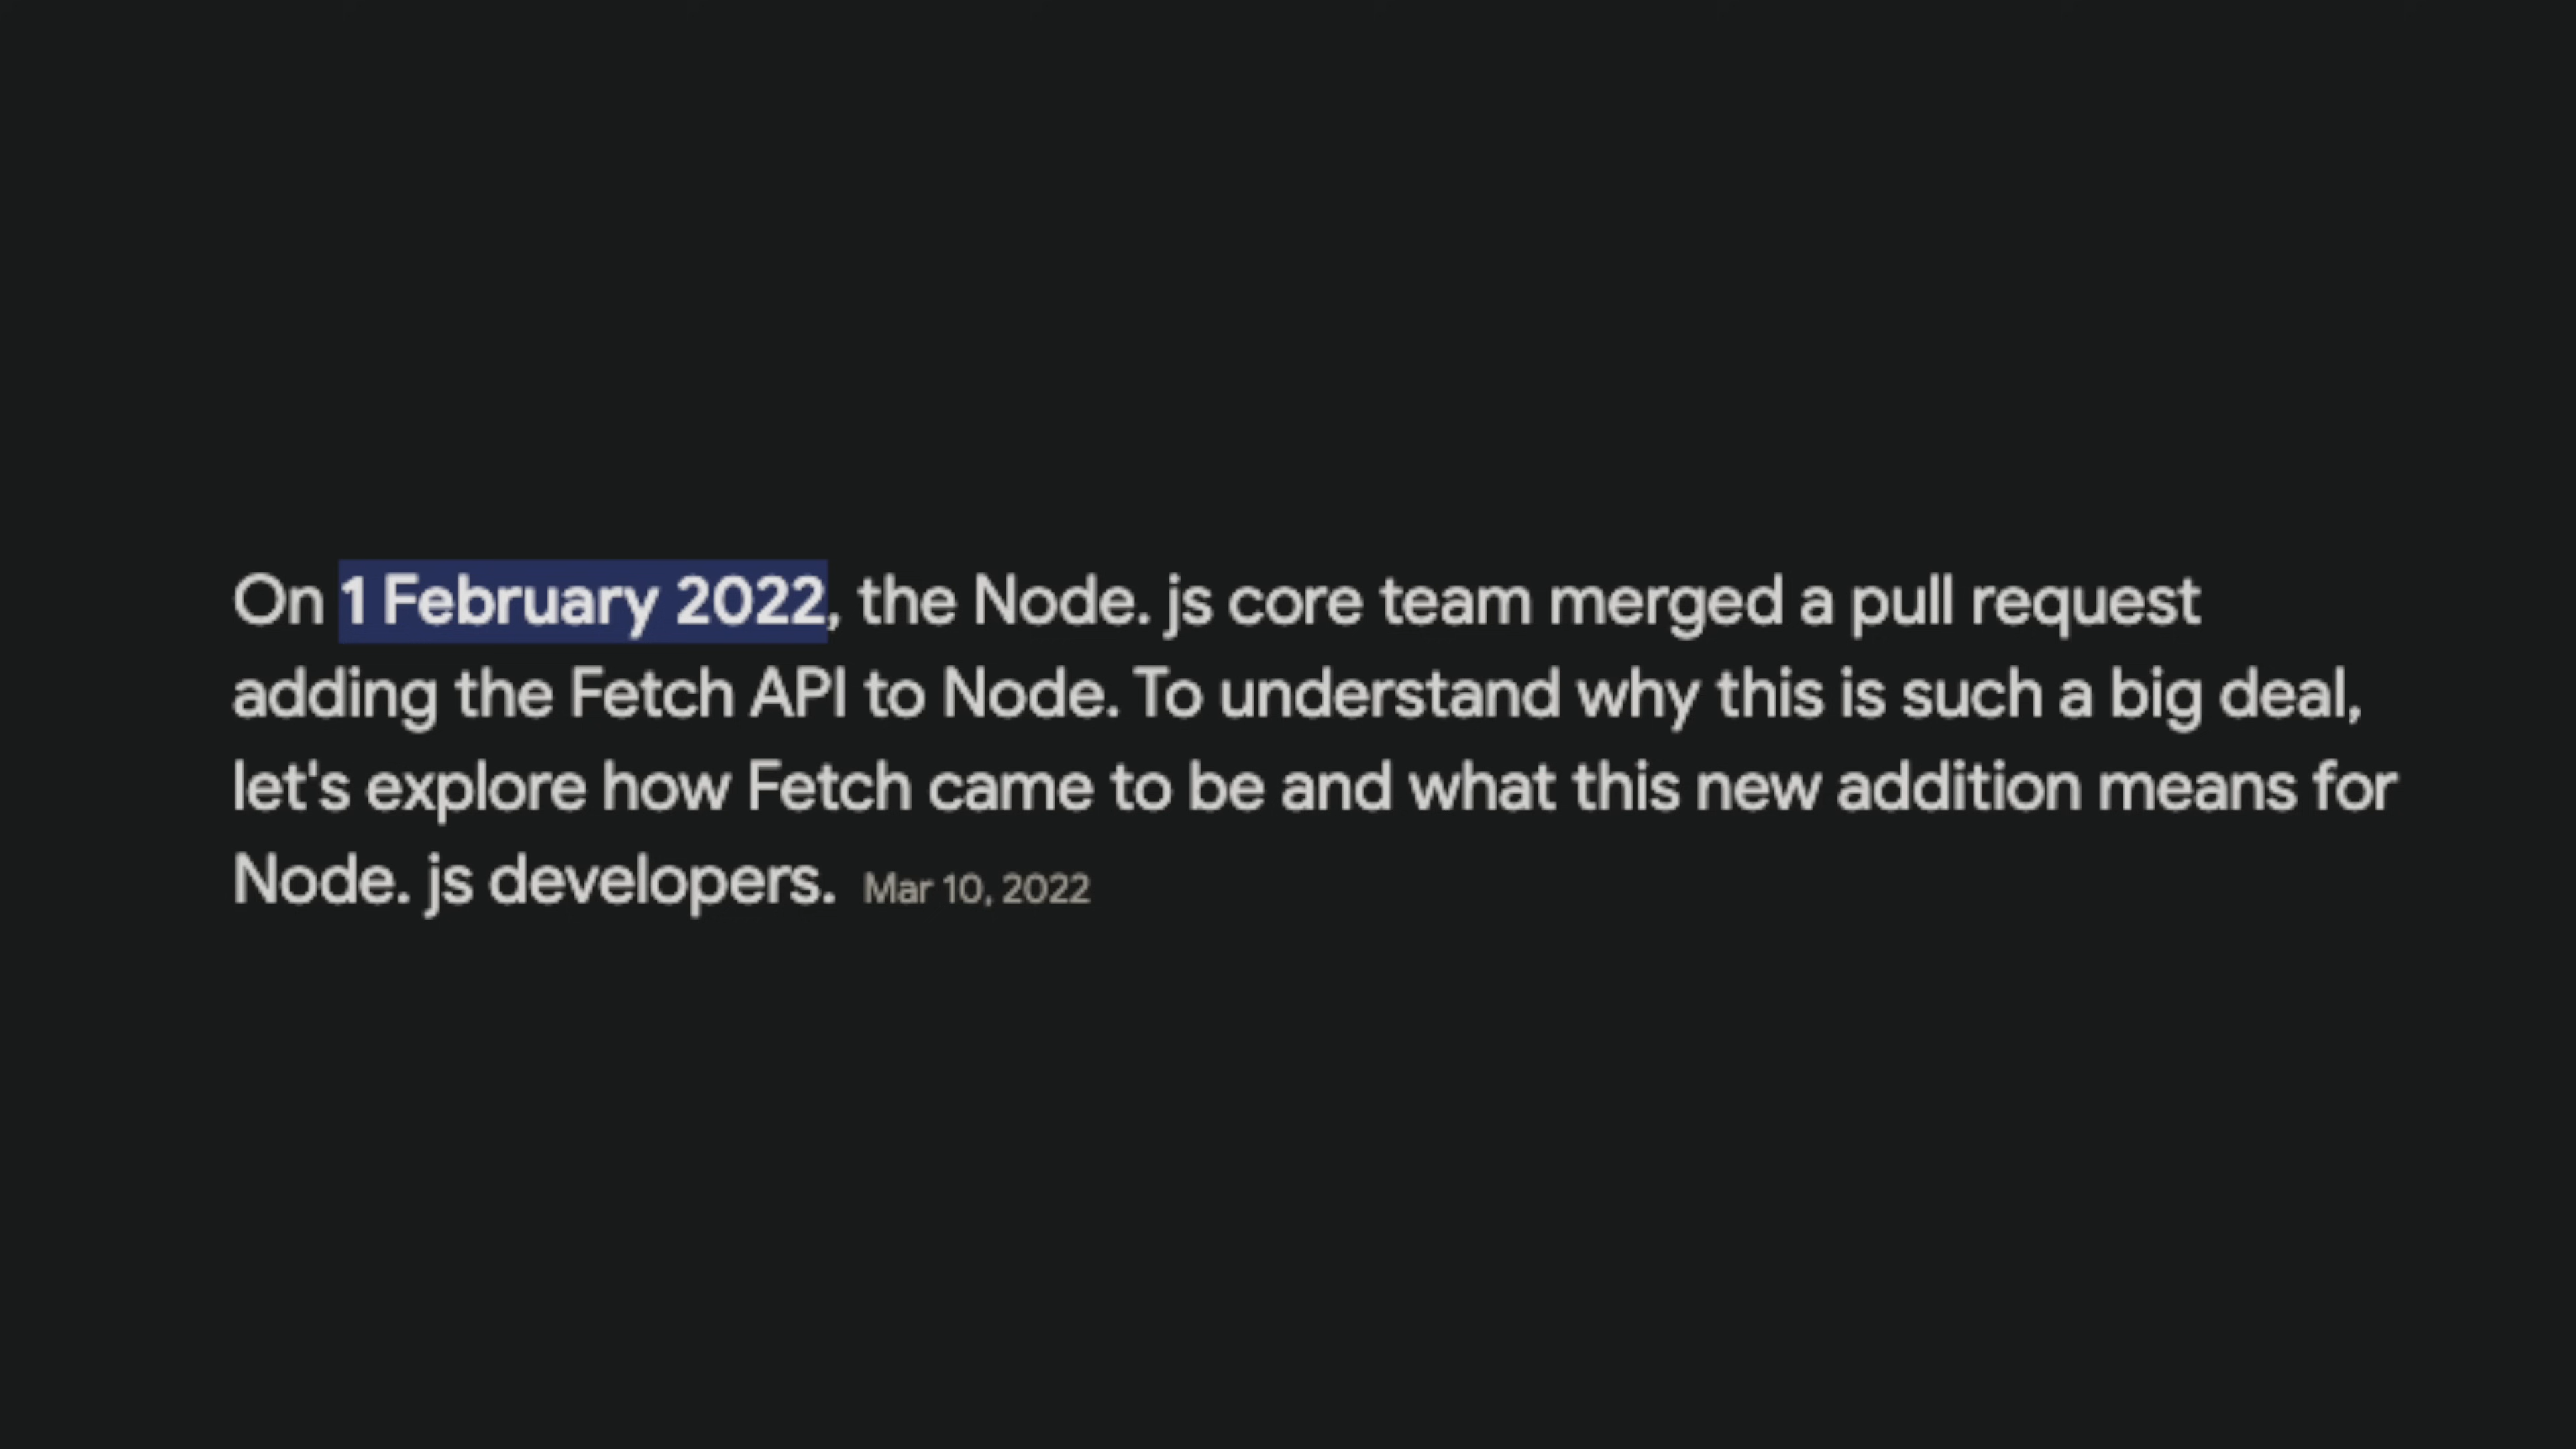 On 1 February 2022, the Node. js core team merged a pull request
adding the Fetch API to Node. To understand why this is such a big deal,
let's explore how Fetch came to be and what this new addition means for
Node. js developers. Mar 10, 2022